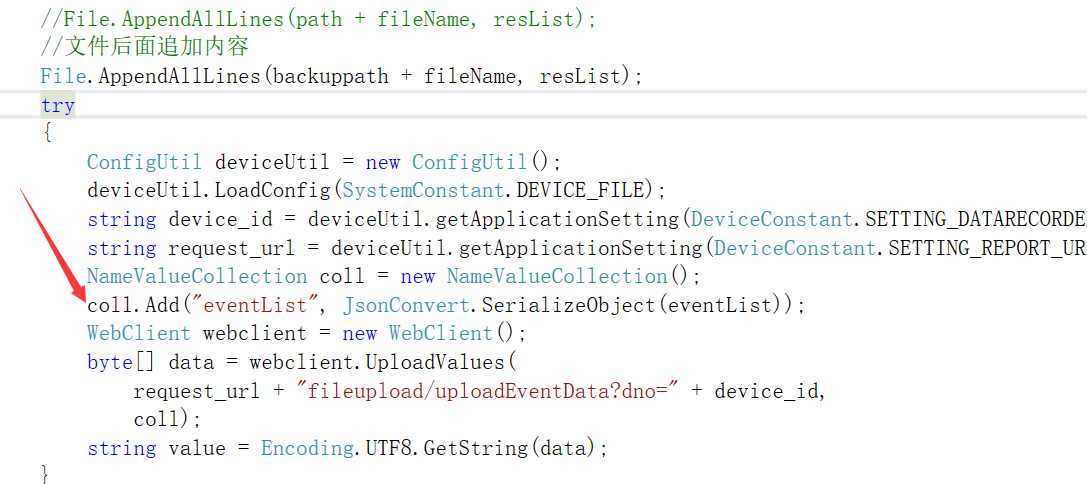 //File.AppendAllLines(path + fileName, resList);
//文件后面追加内容
File.AppendAllLines(backuppath + fileName, resList);
try
{
ConfigUtil deviceUtil = new ConfigUtil();
deviceUtil.LoadConfig(SystemConstant.DEVICE_FILE);
string device_id = deviceUtil.getApplicationSetting(DeviceConstant.SETTING_DATARECORDE
string request_url = deviceUtil.getApplicationSetting(DeviceConstant.SETTING_REPORT_UR
NameValueCollection coll = new NameValueCollection();
coll.Add("eventList", JsonConvert.SerializeObject(eventList));
WebClient webclient = new WebClient();
byte[] data = webclient.UploadValues(
request_url + "fileupload/uploadEventData?dno=" + device_id,
coll);
string value = Encoding.UTF8.GetString(data);
}